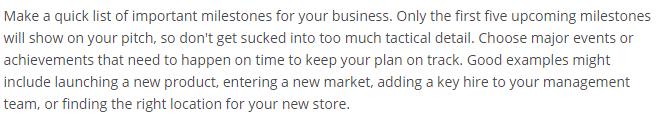 Make a quick list of important milestones for your business. Only the first five upcoming milestones
will show on your pitch, so don't get sucked into too much tactical detail. Choose major events or
achievements that need to happen on time to keep your plan on track. Good examples might
include launching a new product, entering a new market, adding a key hire to your management
team, or finding the right location for your new store.